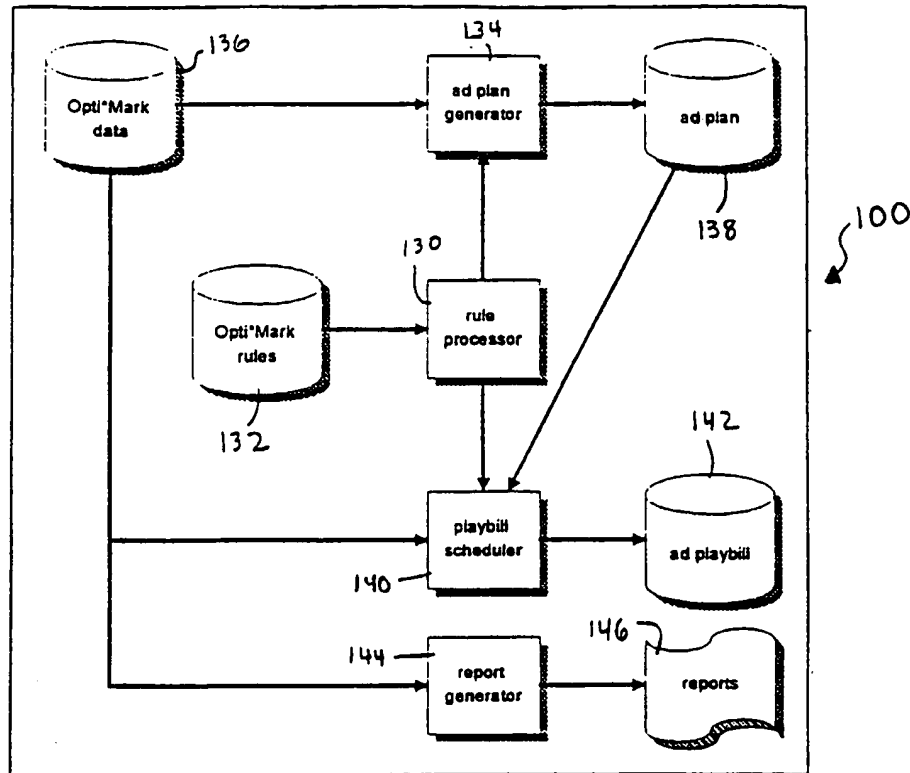 136
Opti*Mark
data
134
ad plan
generator
ad plan
138
100
130
rule
processor
Opti*Mark
rules
132
142
playbill
scheduler
140
ad playbill
144
report
generator
146
reports